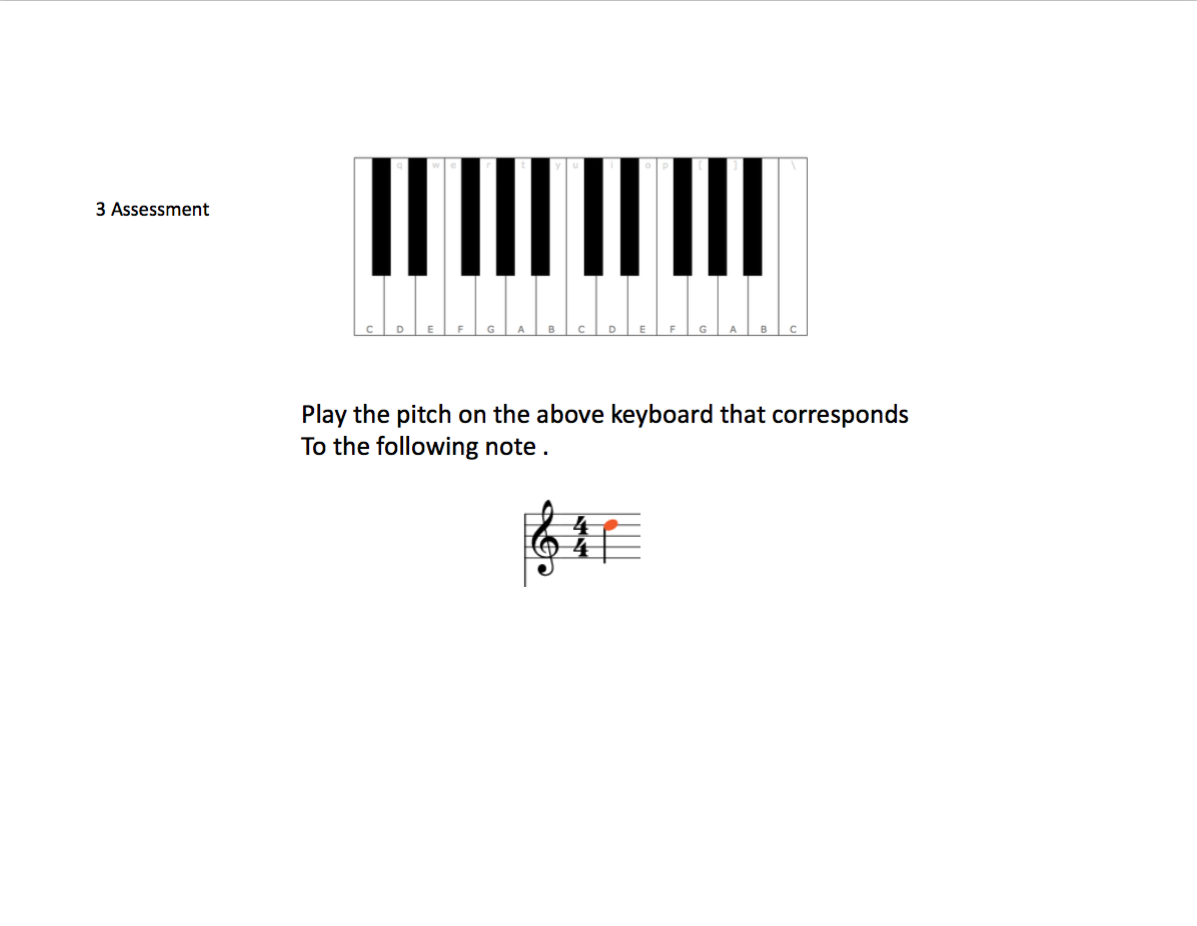 q w e r t y u i o p [ ] \
3 Assessment
C D E F G A B C D E F G A B C
Play the pitch on the above keyboard that corresponds
To the following note .
4
4